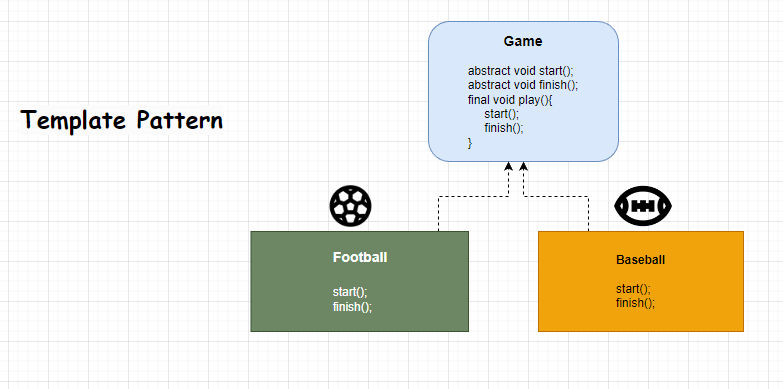 Template Pattern
Game
abstract void start();
abstract void finish();
final void play(){
start();
finish();
}
Football
start();
finish();
Baseball
start();
finish();